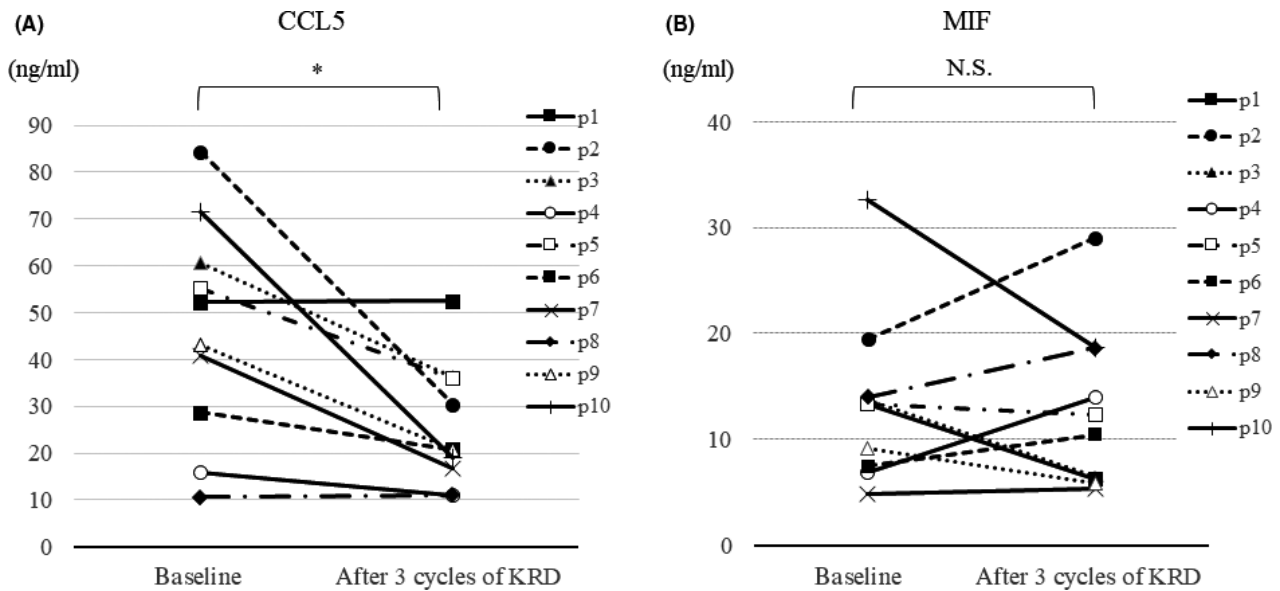 (A)
CCL5
(ng/ml)
*
90
80
70
60
50
40
30
20
10
0
Baseline
After 3 cycles of KRD
p1
p2
p3
p4
p5
p6
p7
p8
p9
p10
(B)
MIF
(ng/ml)
N.S.
40
30
20
10
0
Baseline
After 3 cycles of KRD
p1
p2
p3
p4
p5
p6
p7
p8
p9
p10